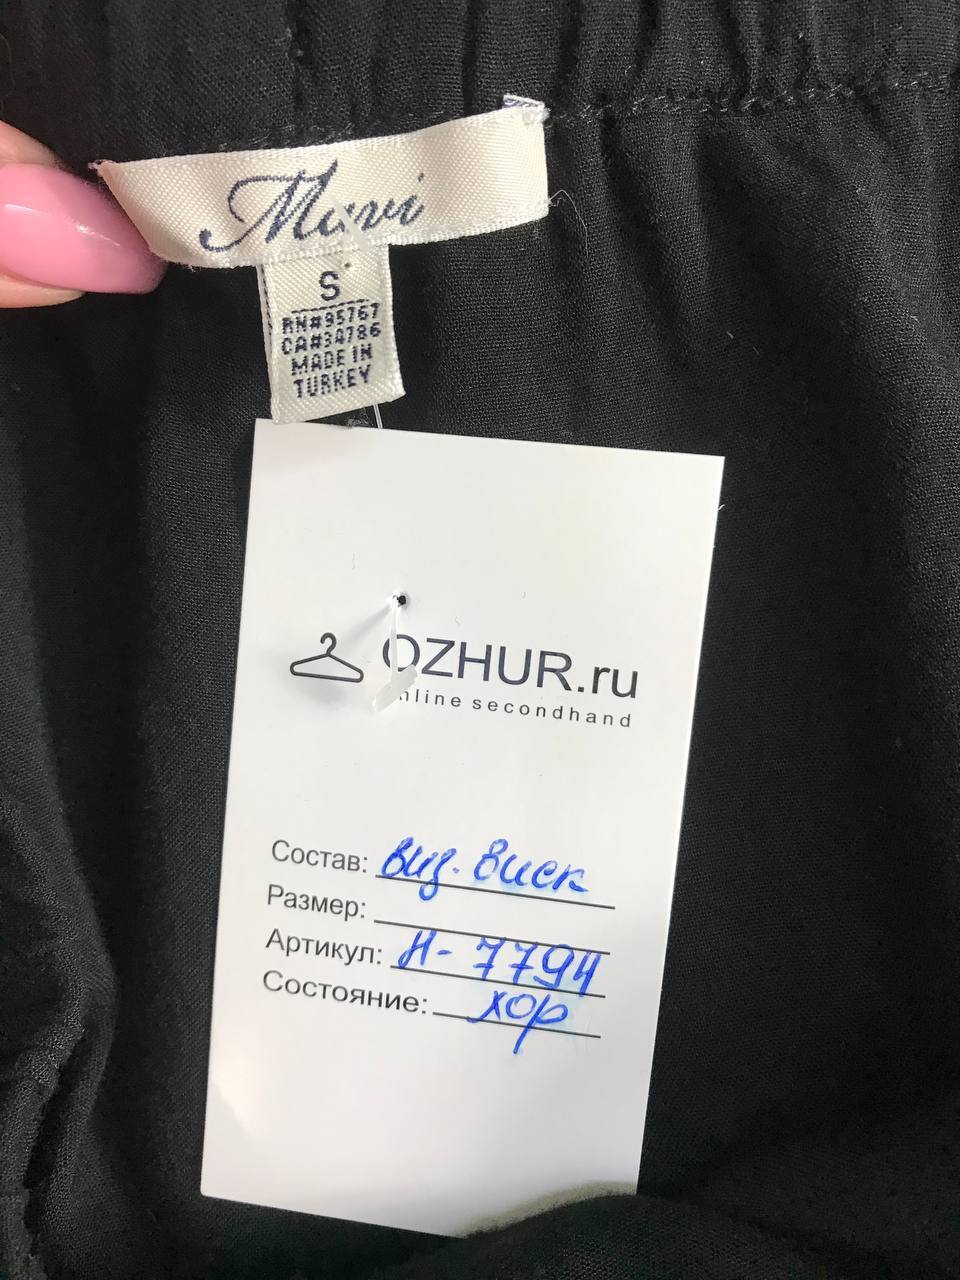 Mavi
S
RN#95767
CA#34786
MADE IN
TURKEY
OZHUR.ru
online secondhand
Состав: виз. виск
Размер:
Артикул: Н-7794
Состояние: хор